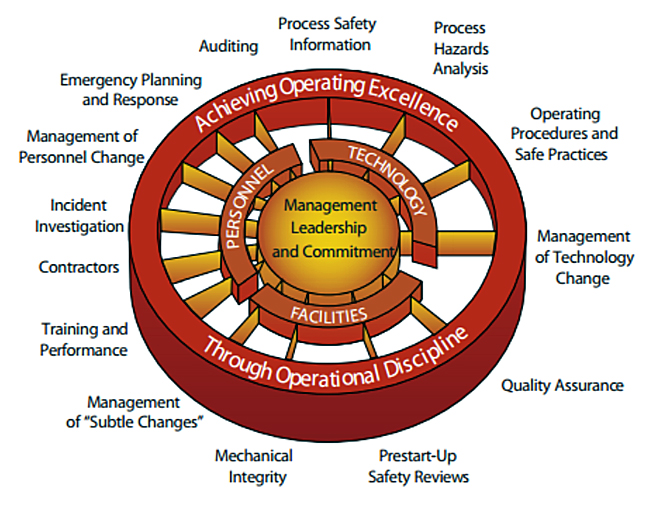 Process Safety
Information
Process
Hazards
Analysis
Operating
Procedures and
Safe Practices
Management
of Technology
Change
Quality Assurance
Prestart-Up
Safety Reviews
Mechanical
Integrity
Management
of “Subtle Changes”
Training and
Performance
Contractors
Incident
Investigation
Management of
Personnel Change
Emergency Planning
and Response
Auditing
Achieving Operating Excellence
Through Operational Discipline
PERSONNEL
TECHNOLOGY
FACILITIES
Management
Leadership
and Commitment